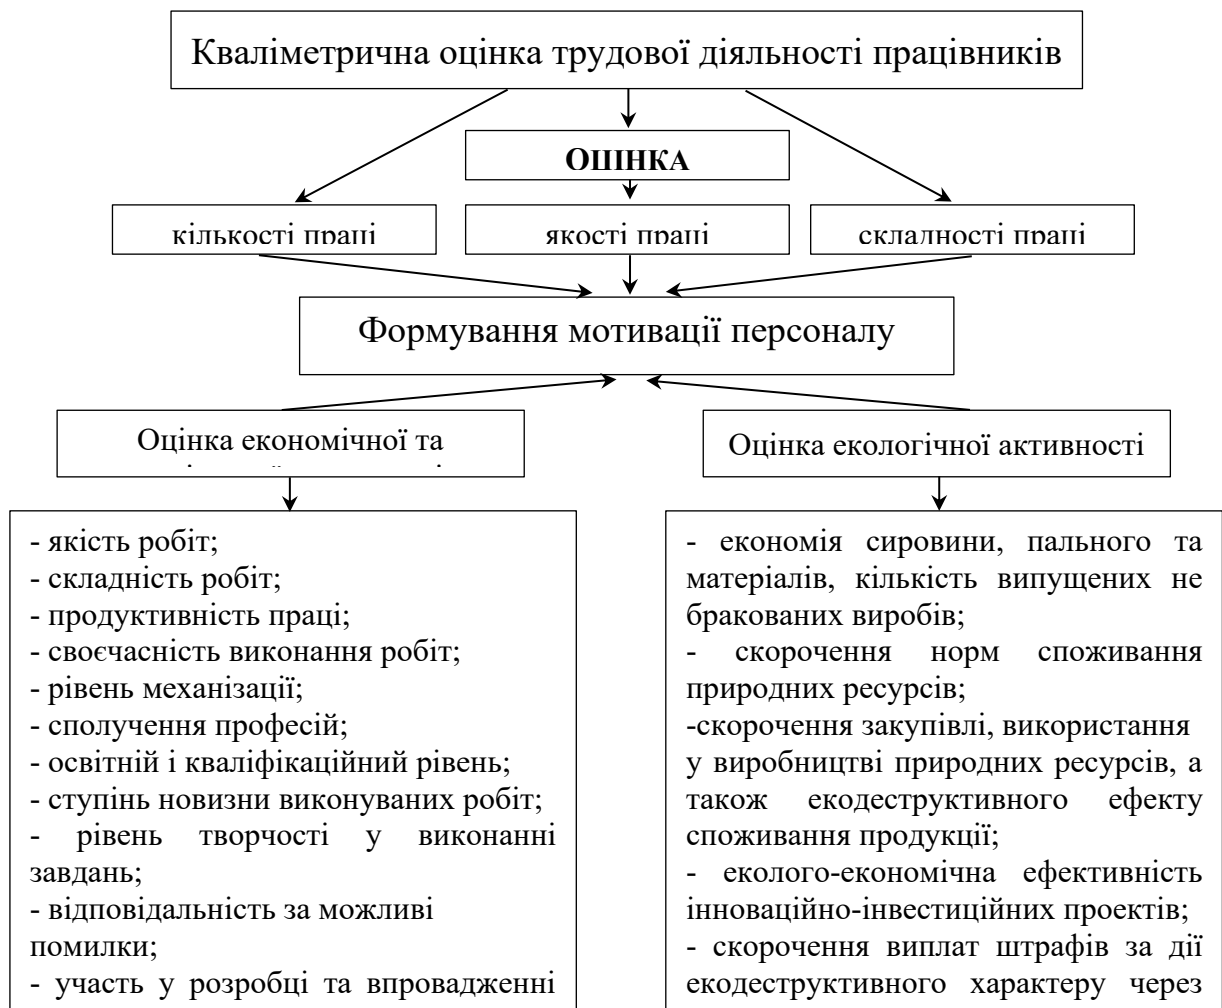 Кваліметрична оцінка трудової діяльності працівників
ОЦІНКА
кількості праці
якості праці
складності праці
Формування мотивації персоналу
Оцінка економічної та
Оцінка екологічної активності
- якість робіт;
- складність робіт;
- продуктивність праці;
- своєчасність виконання робіт;
- рівень механізації;
- сполучення професій;
- освітній і кваліфікаційний рівень;
- ступінь новизни виконуваних робіт;
- рівень творчості у виконанні
завдань;
- відповідальність за можливі
помилки;
- участь у розробці та впровадженні
- економія сировини, пального та
матеріалів, кількість випущених не
бракованих виробів;
- скорочення норм споживання
природних ресурсів;
-скорочення закупівлі, використання
у виробництві природних ресурсів, а
також екодеструктивного ефекту
споживання продукції;
- еколого-економічна ефективність
інноваційно-інвестиційних проектів;
- скорочення виплат штрафів за дії
екодеструктивного характеру через